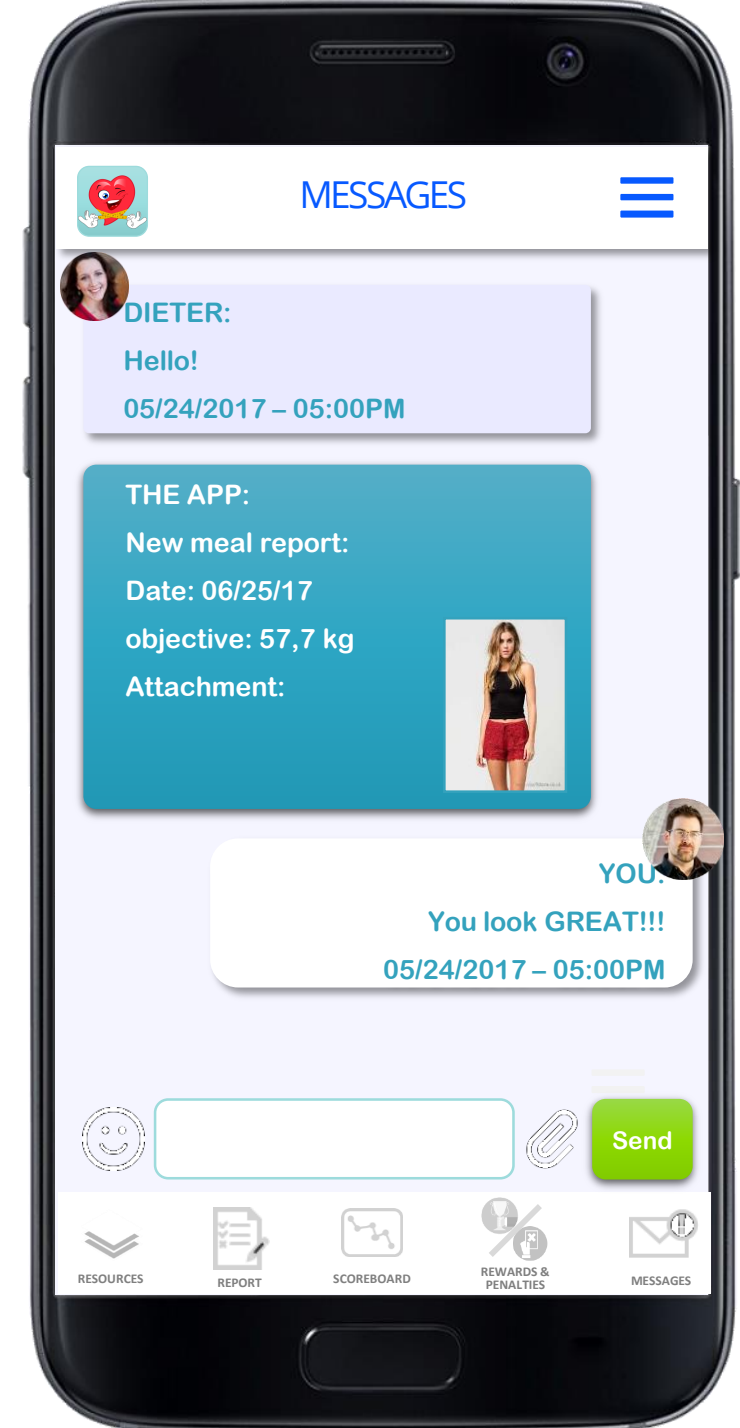 MESSAGES
DIETER:
Hello!
05/24/2017 – 05:00PM
THE APP:
New meal report:
Date: 06/25/17
objective: 57,7 kg
Attachment:
YOU:
You look GREAT!!!
05/24/2017 – 05:00PM
Send
RESOURCES
REPORT
SCOREBOARD
REWARDS &
PENALTIES
MESSAGES